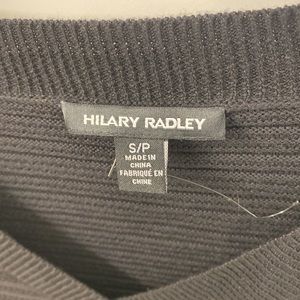 HILARY RADLEY
S/P
MADE IN
CHINA
FABRIQUÉ EN
CHINE